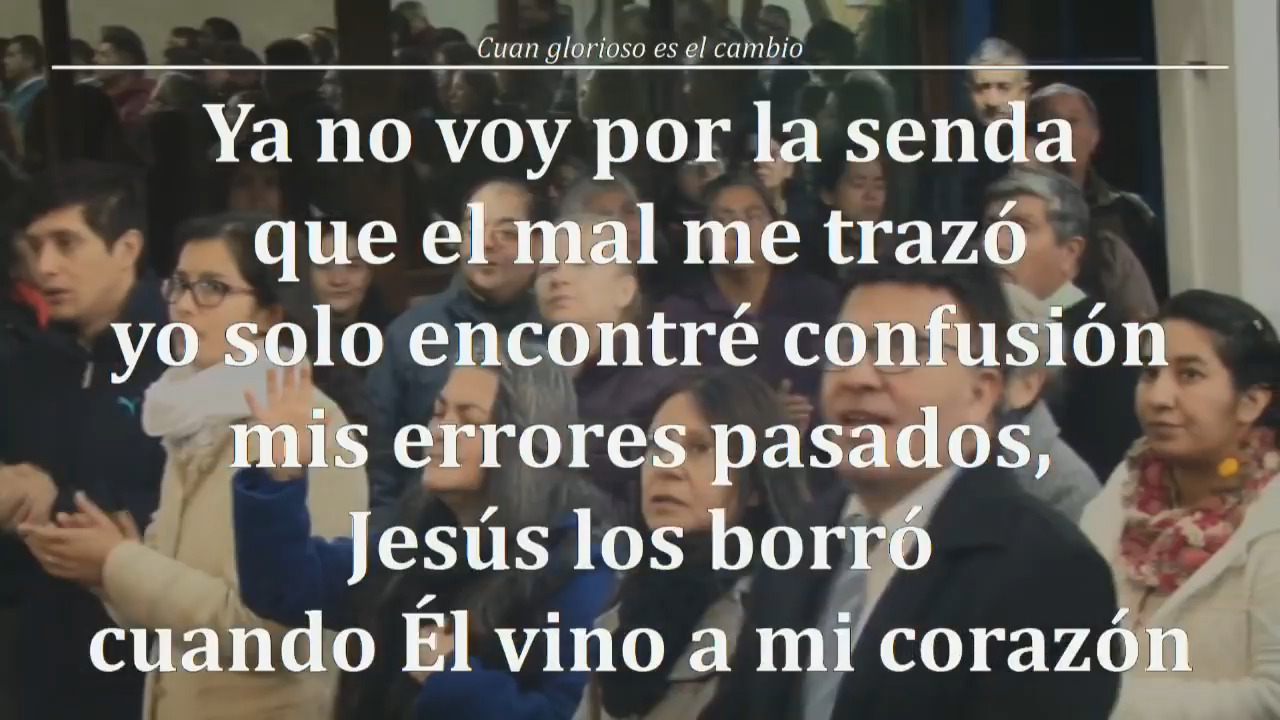 Cuan glorioso es el cambio
Ya no voy por la senda
que el mal me trazó
yo solo encontré confusión
mis errores pasados,
Jesús los borró
cuando Él vino a mi corazón